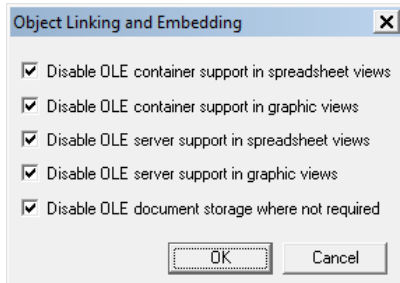 Object Linking and Embedding
Disable OLE container support in spreadsheet views
Disable OLE container support in graphic views
Disable OLE server support in spreadsheet views
Disable OLE server support in graphic views
Disable OLE document storage where not required
OK Cancel